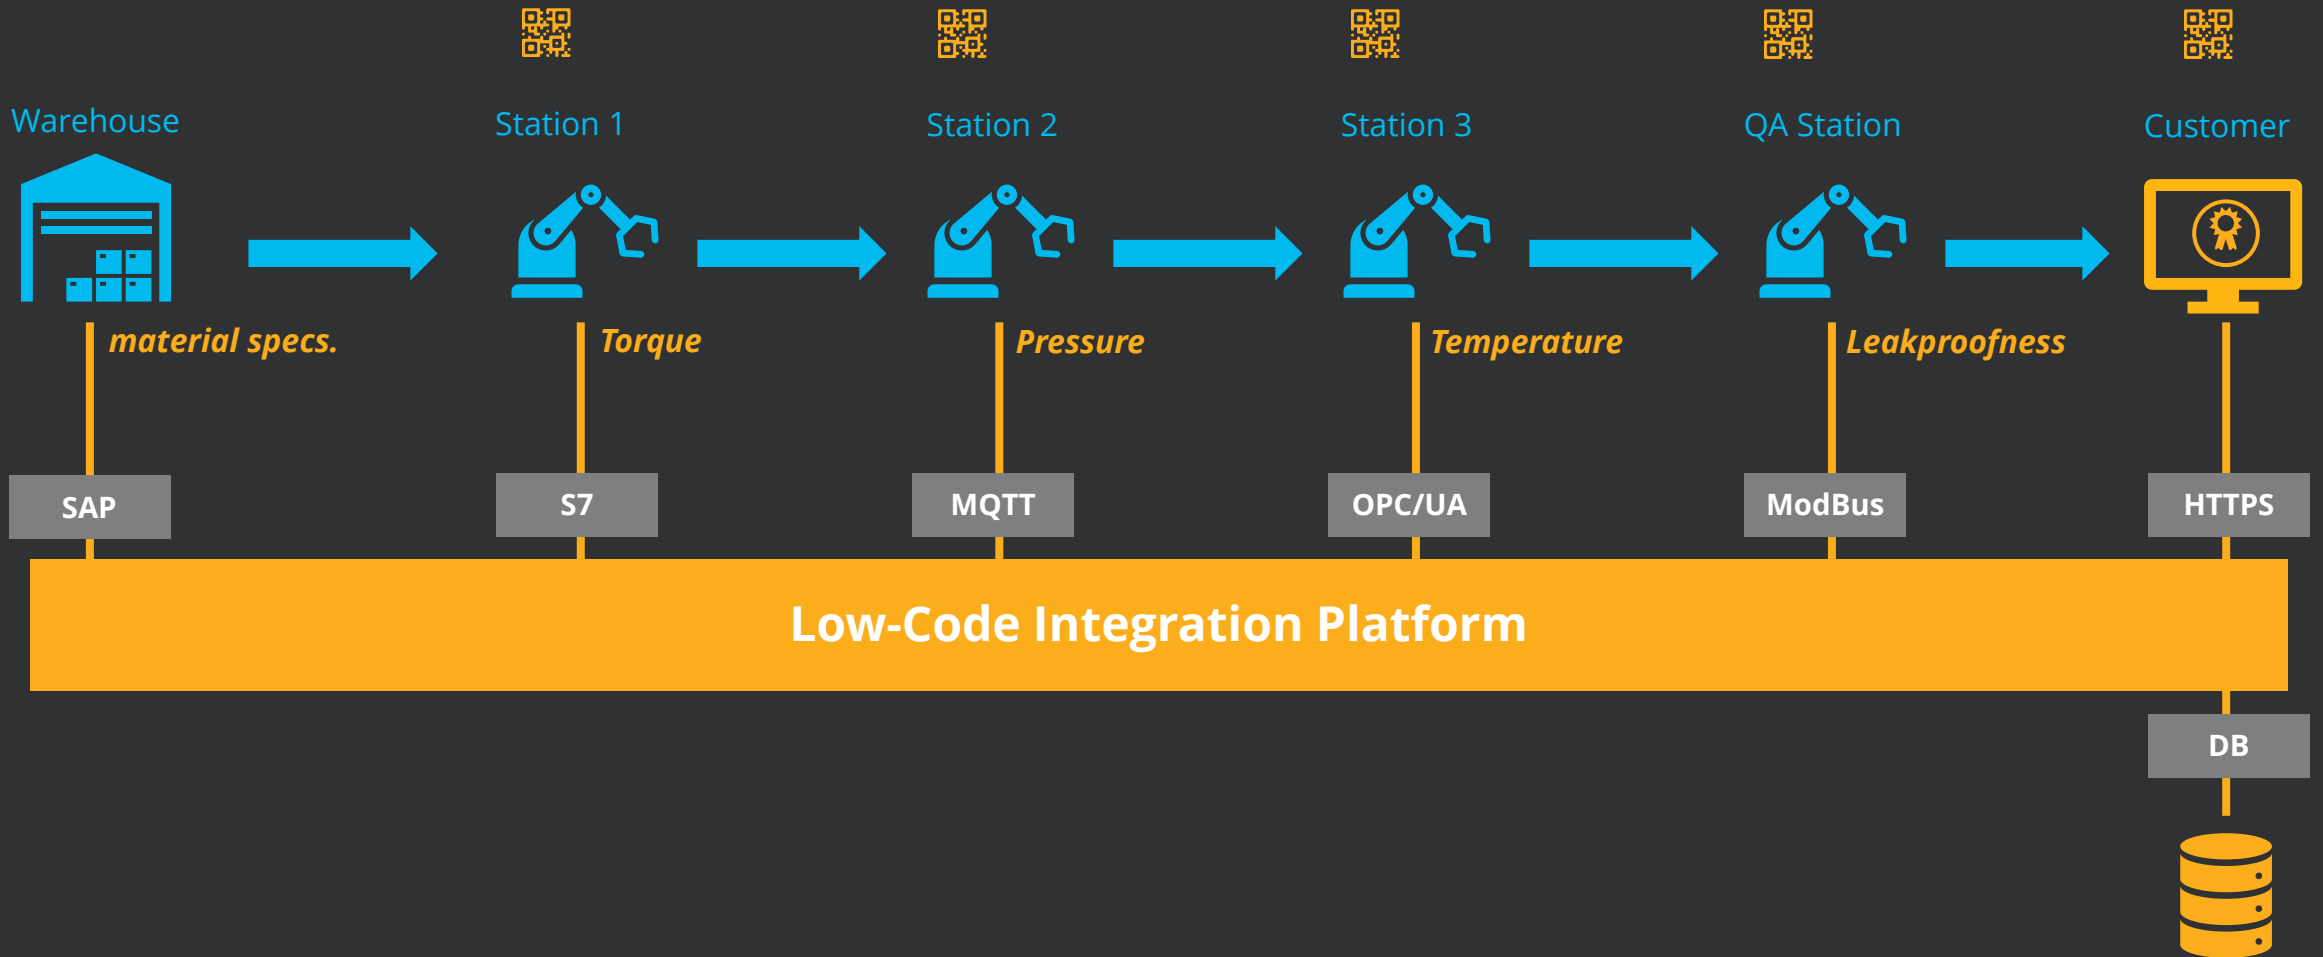 Warehouse
Station 1
Station 2
Station 3
QA Station
Customer
material specs.
Torque
Pressure
Temperature
Leakproofness
SAP
S7
MQTT
OPC/UA
ModBus
HTTPS
Low-Code Integration Platform
DB